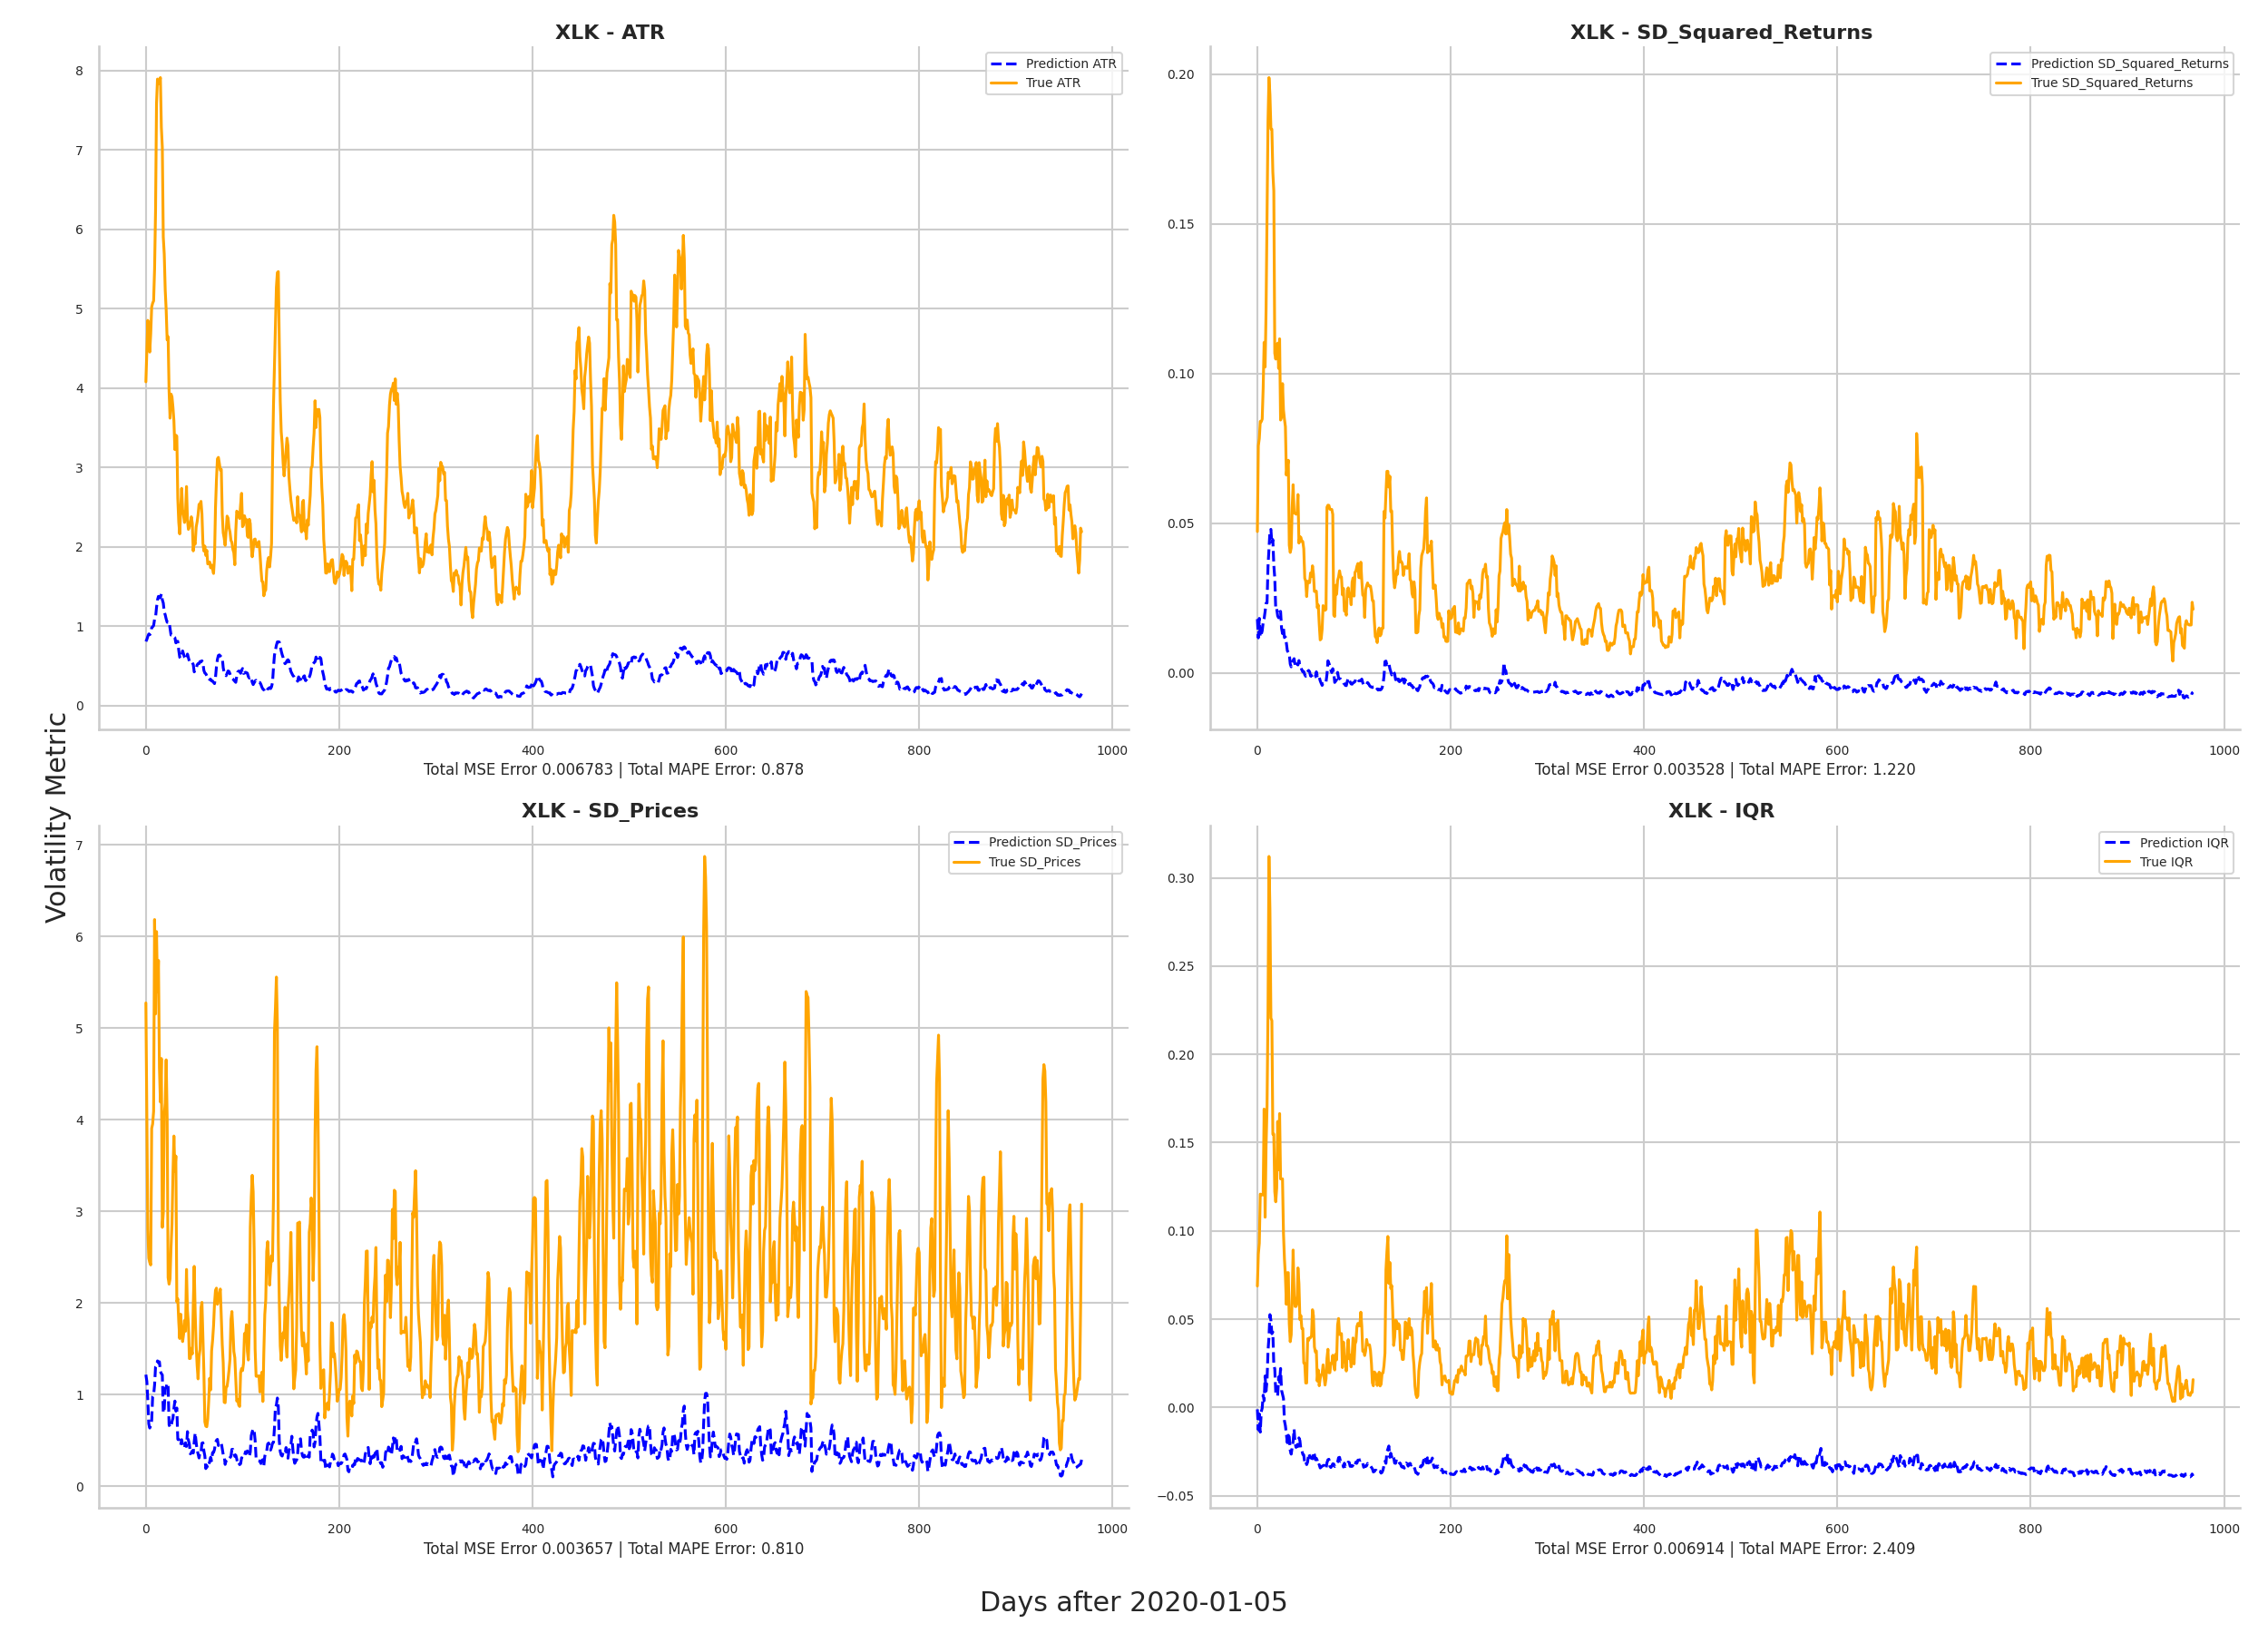 XLK - ATR
Prediction ATR
True ATR
8
7
6
5
4
3
2
1
0
0 200 400 600 800 1000
Total MSE Error 0.006783 | Total MAPE Error: 0.878
XLK - SD_Squared_Returns
Prediction SD_Squared_Returns
True SD_Squared_Returns
0.20
0.15
0.10
0.05
0.00
0 200 400 600 800 1000
Total MSE Error 0.003528 | Total MAPE Error: 1.220
Volatility Metric
XLK - SD_Prices
Prediction SD_Prices
True SD_Prices
7
6
5
4
3
2
1
0
0 200 400 600 800 1000
Total MSE Error 0.003657 | Total MAPE Error: 0.810
XLK - IQR
Prediction IQR
True IQR
0.30
0.25
0.20
0.15
0.10
0.05
0.00
−0.05
0 200 400 600 800 1000
Total MSE Error 0.006914 | Total MAPE Error: 2.409
Days after 2020-01-05